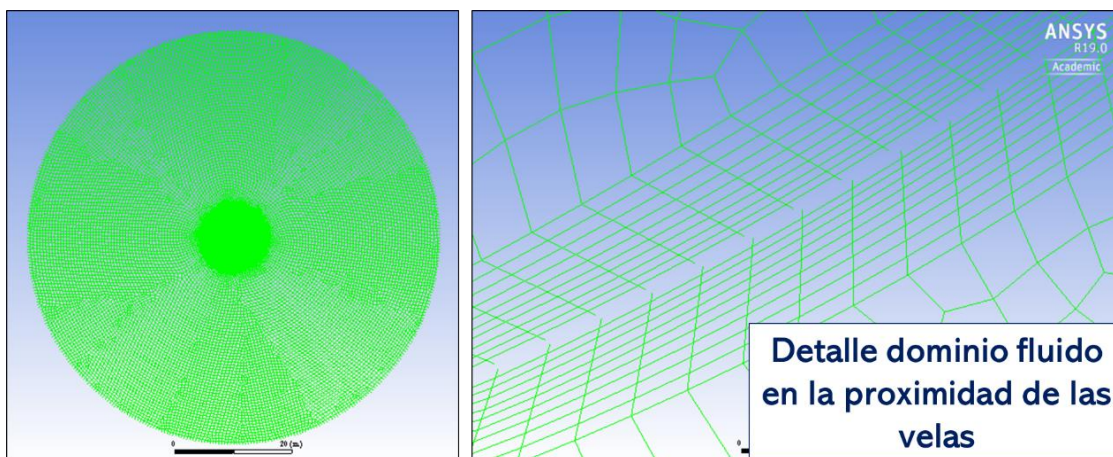 ANSYS
R19.0
Academic
0 20 (m)
0
Detalle dominio fluido
en la proximidad de las
velas